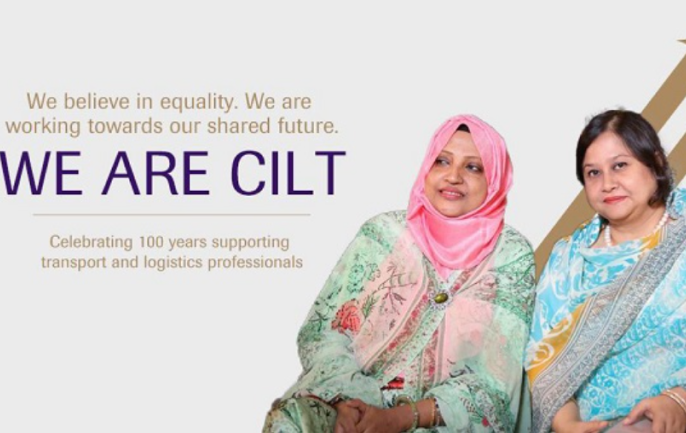 We believe in equality. We are
working towards our shared future.
WE ARE CILT
Celebrating 100 years supporting
transport and logistics professionals